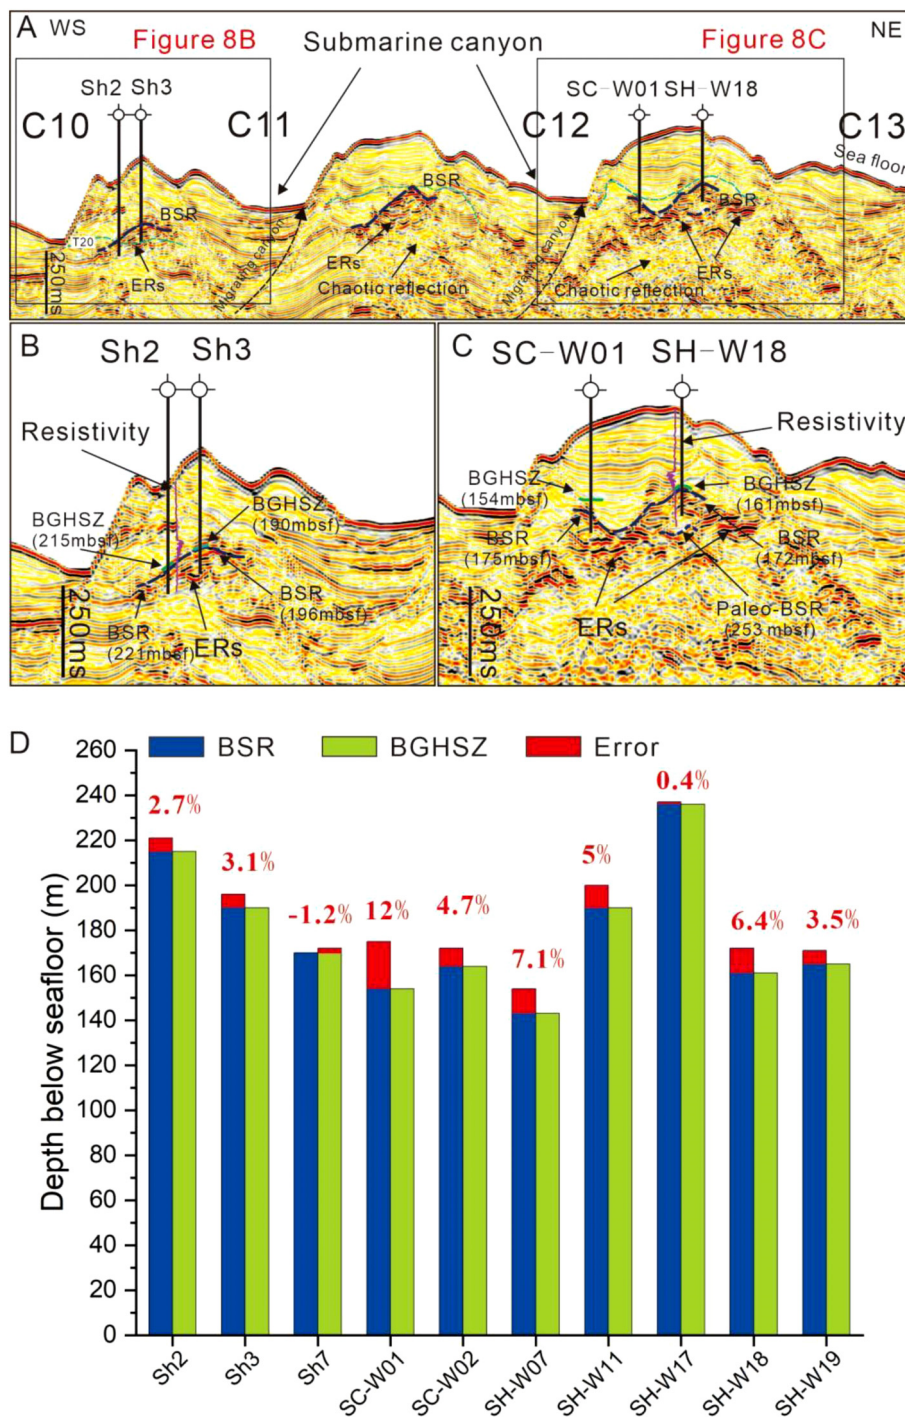 A
WS
Figure 8B
Submarine canyon
Figure 8C
NE
Sh2
Sh3
SC-W01
SH-W18
C10
C11
C12
C13
Sea floor
BSR
BSR
BSR
T20
ERs
ERs
ERs
Migrating canyon
Chaotic reflection
Migrating canyon
Chaotic reflection
250ms
B
Sh2
Sh3
Resistivity
BGHSZ
(215mbsf)
BGHSZ
(190mbsf)
BSR
(221mbsf)
ERs
BSR
(196mbsf)
250ms
C
SC-W01
SH-W18
Resistivity
BGHSZ
(154mbsf)
BGHSZ
(161mbsf)
BSR
(175mbsf)
BSR
(172mbsf)
ERs
Paleo-BSR
(253 mbsf)
250ms
D
BSR
BGHSZ
Error
Depth below seafloor (m)
260
240
220
200
180
160
140
120
100
80
60
40
20
0
2.7%
3.1%
-1.2%
12%
4.7%
7.1%
5%
0.4%
6.4%
3.5%
Sh2
Sh3
Sh7
SC-W01
SC-W02
SH-W07
SH-W11
SH-W17
SH-W18
SH-W19